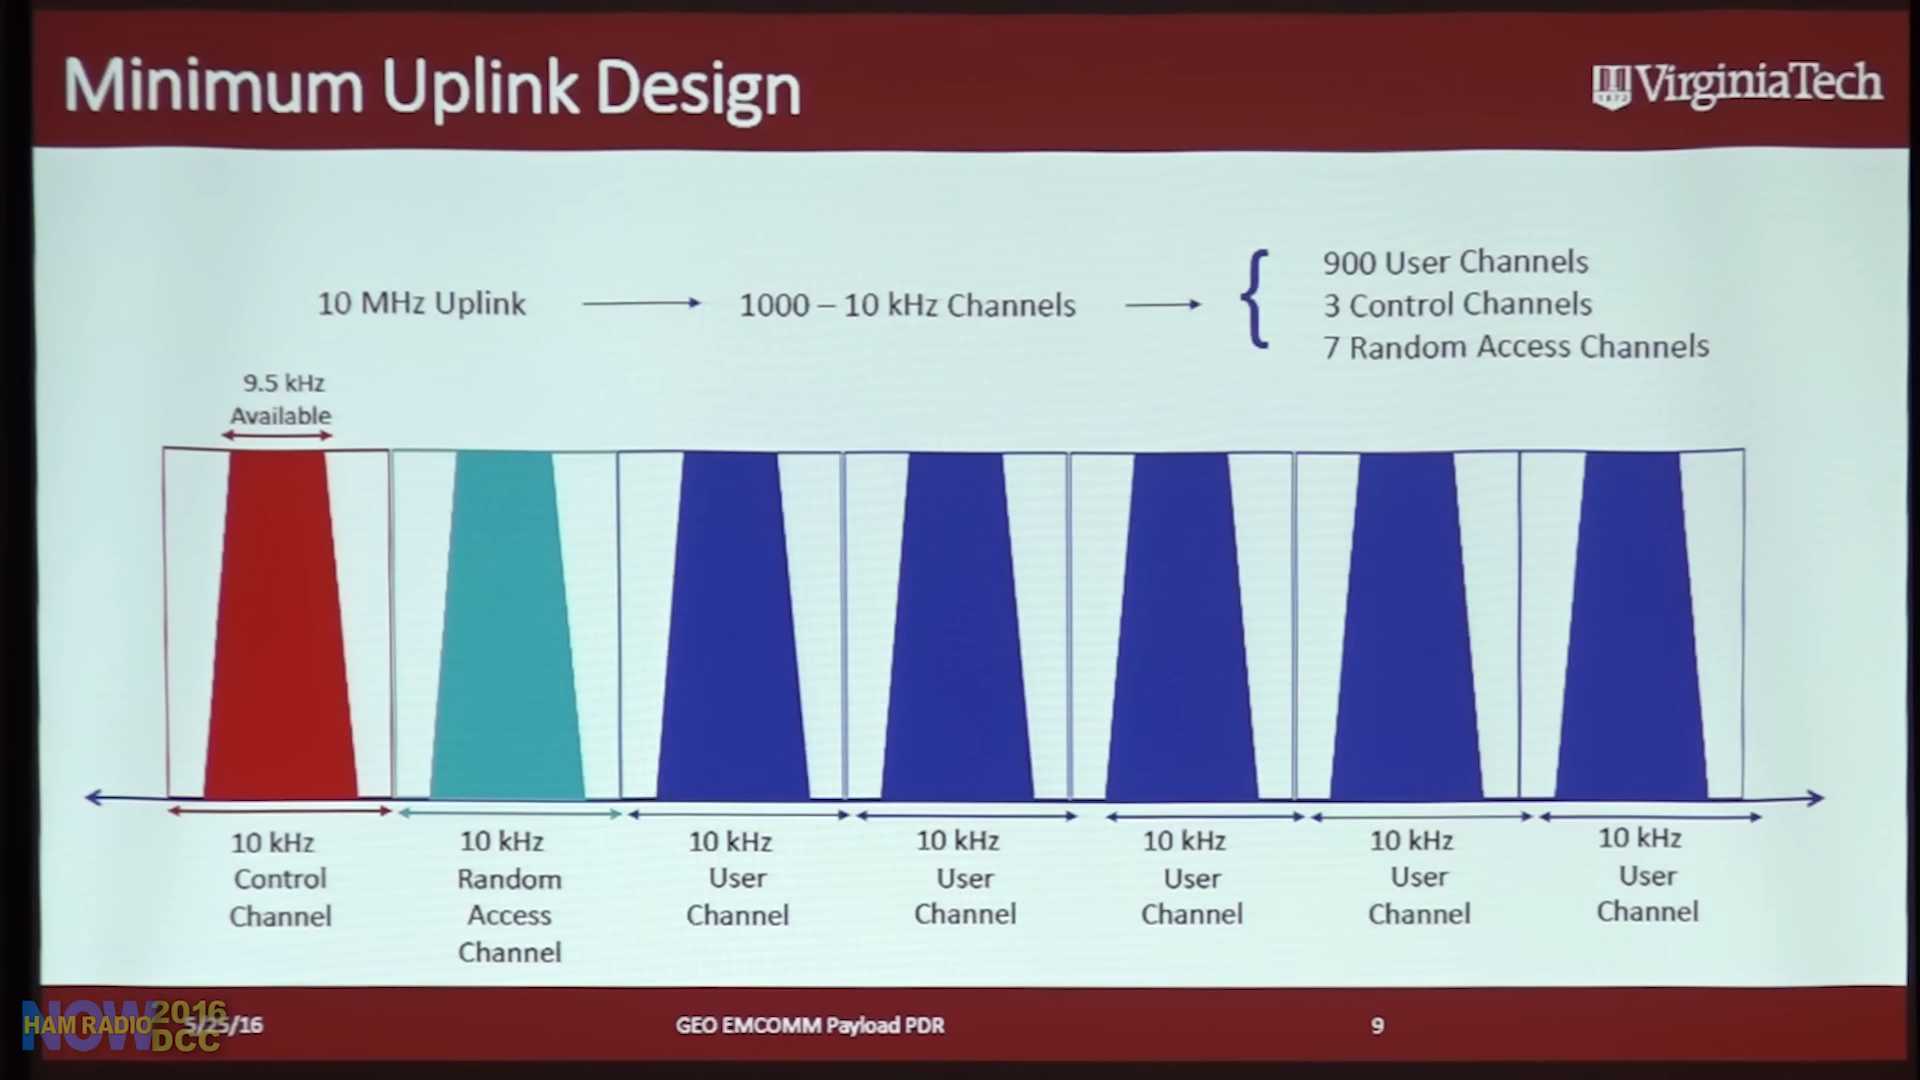 Minimum Uplink Design
VirginiaTech
1872
10 MHz Uplink
1000 – 10 kHz Channels
900 User Channels
3 Control Channels
7 Random Access Channels
9.5 kHz
Available
10 kHz
Control
Channel
10 kHz
Random
Access
Channel
10 kHz
User
Channel
10 kHz
User
Channel
10 kHz
User
Channel
10 kHz
User
Channel
10 kHz
User
Channel
5/25/16
GEO EMCOMM Payload PDR
9
HAM RADIO
NOW
2016
DCC